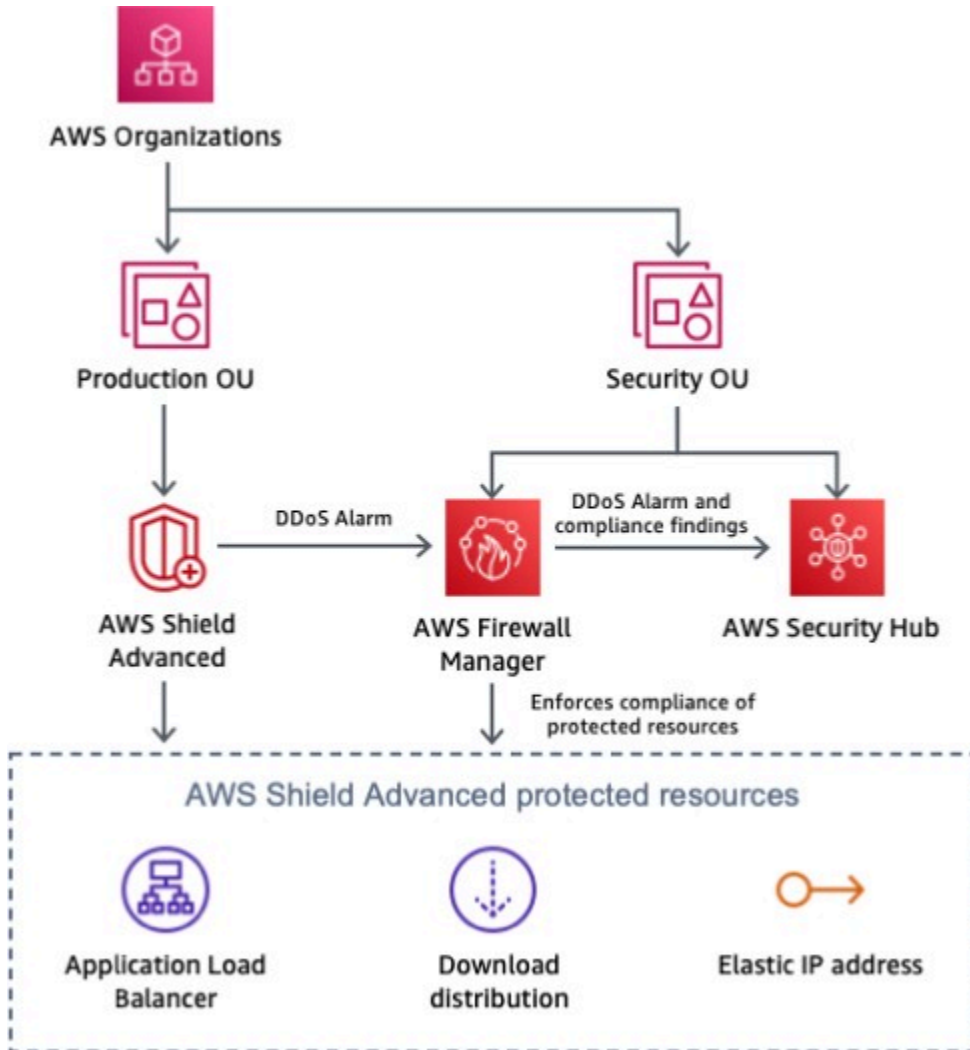 AWS Organizations
Production OU
Security OU
DDoS Alarm
DDoS Alarm and
compliance findings
AWS Shield
Advanced
AWS Firewall
Manager
AWS Security Hub
Enforces compliance of
protected resources
AWS Shield Advanced protected resources
Application Load
Balancer
Download
distribution
Elastic IP address